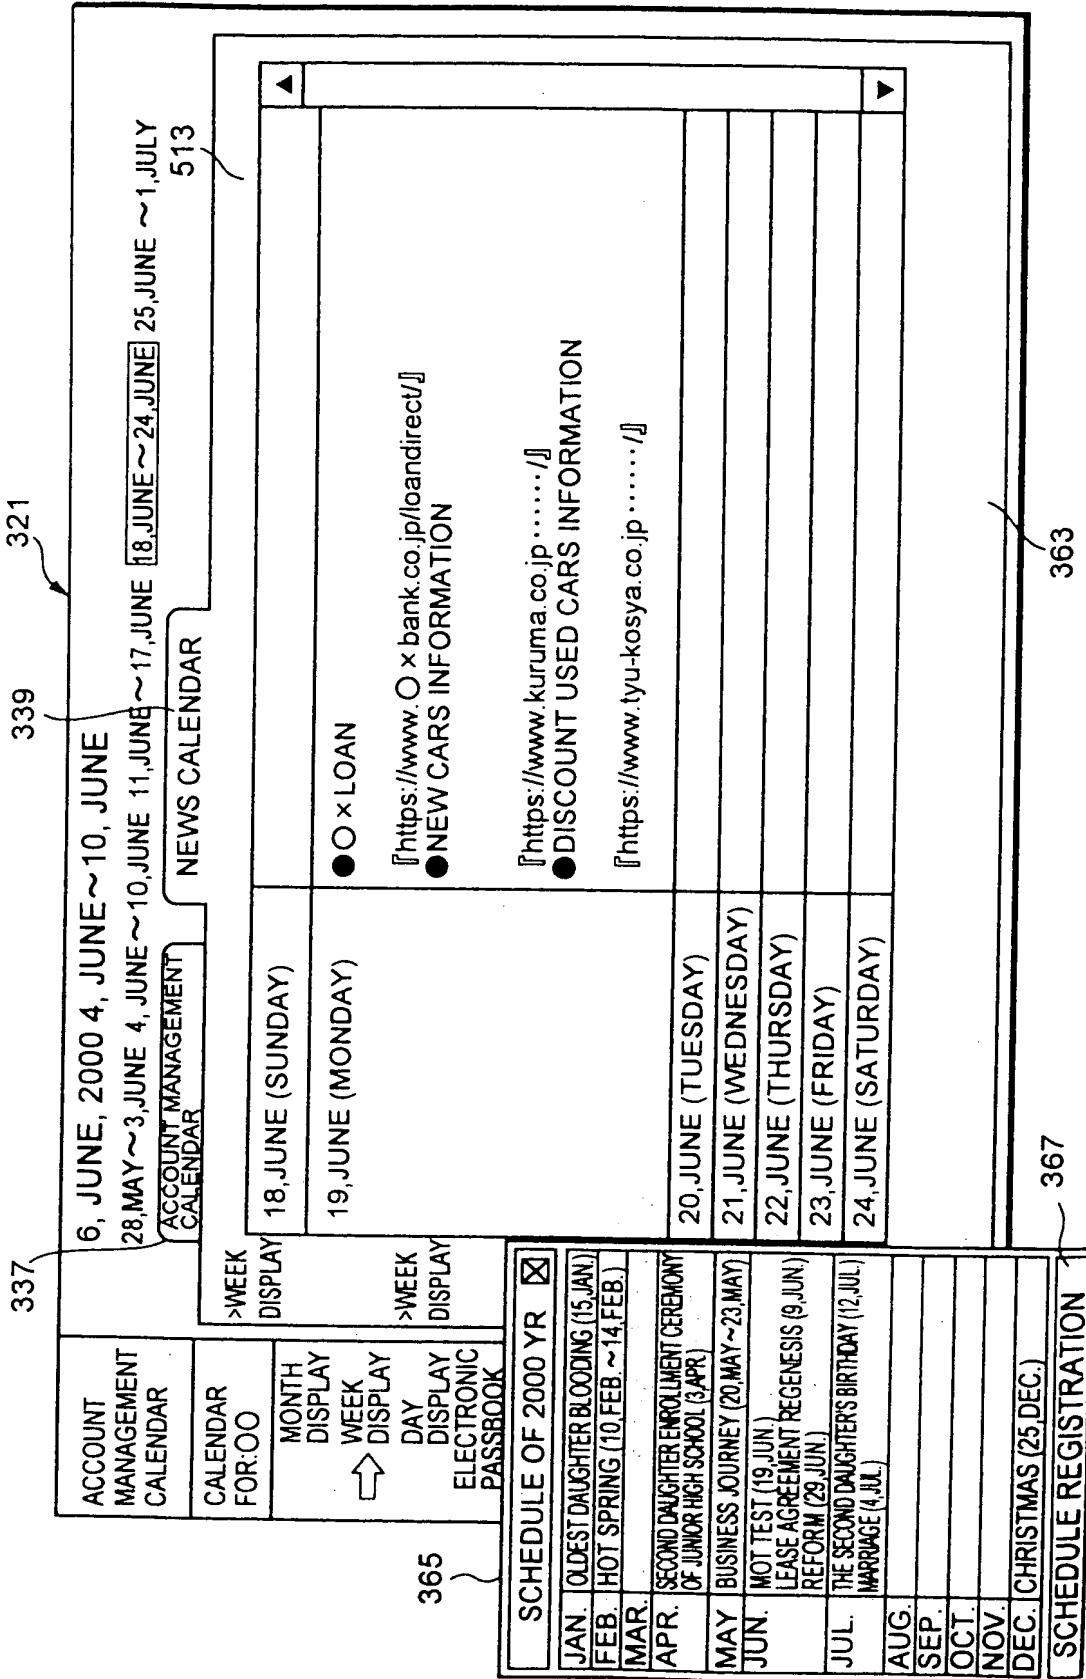 321
6, JUNE, 2000 4, JUNE~10, JUNE
28,MAY~3,JUNE 4, JUNE~10,JUNE 11,JUNE~17,JUNE 18,JUNE~24,JUNE 25,JUNE ~1,JULY
337
339
513
ACCOUNT MANAGEMENT
CALENDAR
NEWS CALENDAR
ACCOUNT
MANAGEMENT
CALENDAR
CALENDAR
FOR:OO
MONTH
DISPLAY
WEEK
DISPLAY
DAY
DISPLAY
ELECTRONIC
PASSBOOK
>WEEK
DISPLAY
>WEEK
DISPLAY
18,JUNE (SUNDAY)
19,JUNE (MONDAY)
●○×LOAN
『https://www.○×bank.co.jp/loandirect/』
●NEW CARS INFORMATION
『https://www.kuruma.co.jp······/』
●DISCOUNT USED CARS INFORMATION
『https://www.tyu-kosya.co.jp······/』
20,JUNE (TUESDAY)
21,JUNE (WEDNESDAY)
22,JUNE (THURSDAY)
23,JUNE (FRIDAY)
24,JUNE (SATURDAY)
363
365
SCHEDULE OF 2000 YR
JAN. OLDEST DAUGHTER BLOODING (15,JAN.)
FEB. HOT SPRING (10,FEB.~14,FEB.)
MAR.
APR. SECOND DAUGHTER ENROLLMENT CEREMONY
OF JUNIOR HIGH SCHOOL (3,APR.)
MAY BUSINESS JOURNEY (20,MAY~23,MAY)
JUN. MOT TEST (19,JUN.)
LEASE AGREEMENT REGENESIS (9,JUN.)
REFORM (29,JUN.)
JUL. THE SECOND DAUGHTER'S BIRTHDAY (12,JUL.)
MARRIAGE (4,JUL.)
AUG.
SEP.
OCT.
NOV.
DEC. CHRISTMAS (25,DEC.)
SCHEDULE REGISTRATION
367